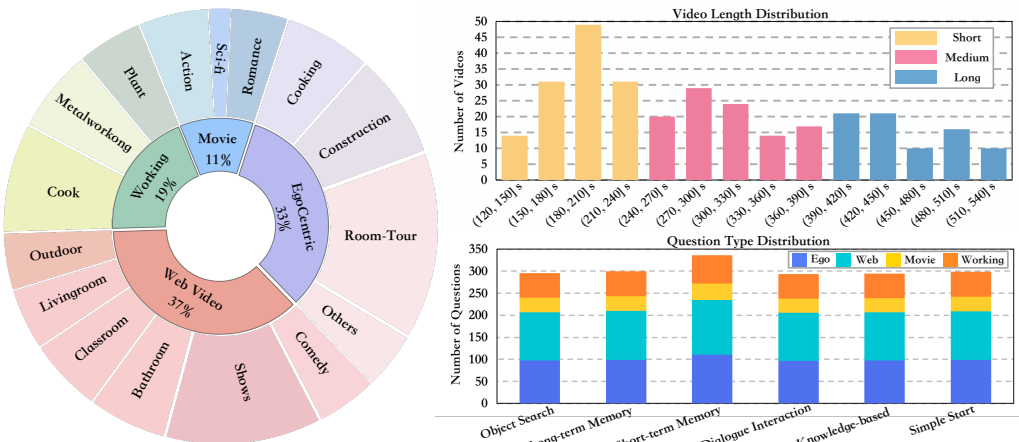 Action
Sci-fi
Romance
Plant
Cooking
Metalworkong
Construction
Movie
11%
Working
19%
EgoCentric
33%
Cook
Room-Tour
Outdoor
Web Video
37%
Livingroom
Others
Classroom
Comedy
Bathroom
Shows
Video Length Distribution
Number of Videos
50
45
40
35
30
25
20
15
10
5
0
Short
Medium
Long
(120, 150] s
(150, 180] s
(180, 210] s
(210, 240] s
(240, 270] s
(270, 300] s
(300, 330] s
(330, 360] s
(360, 390] s
(390, 420] s
(420, 450] s
(450, 480] s
(480, 510] s
(510, 540] s
Question Type Distribution
Number of Questions
350
300
250
200
150
100
50
0
Ego
Web
Movie
Working
Object Search
Long-term Memory
Short-term Memory
Dialogue Interaction
Knowledge-based
Simple Start